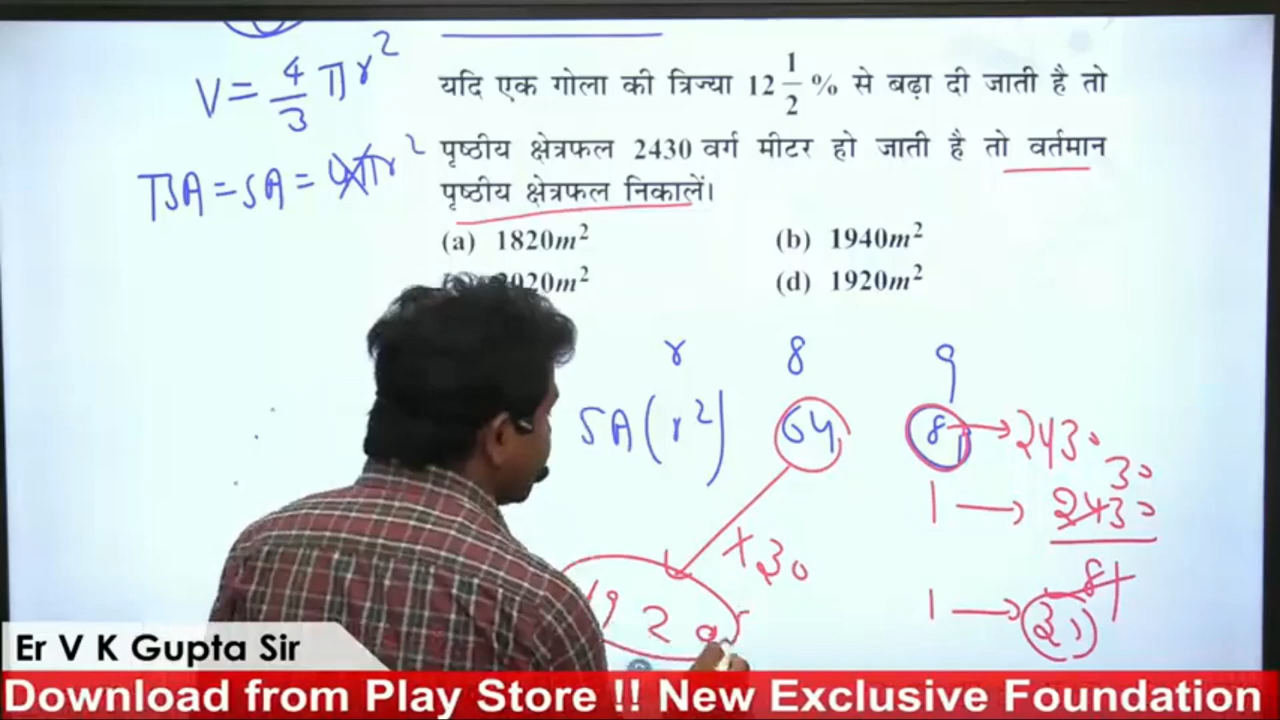 V = 4/3 πr²
TSA = SA = 4πr²
यदि एक गोला की त्रिज्या 12 1/2 % से बढ़ा दी जाती है तो
पृष्ठीय क्षेत्रफल 2430 वर्ग मीटर हो जाती है तो वर्तमान
पृष्ठीय क्षेत्रफल निकालें।
(a) 1820m² (b) 1940m²
2020m² (d) 1920m²
r 8 9
SA(r²) 64 81 → 2430
30
1 → 2430
81
×30
1 →
1920
Er V K Gupta Sir
Download from Play Store !! New Exclusive Foundation